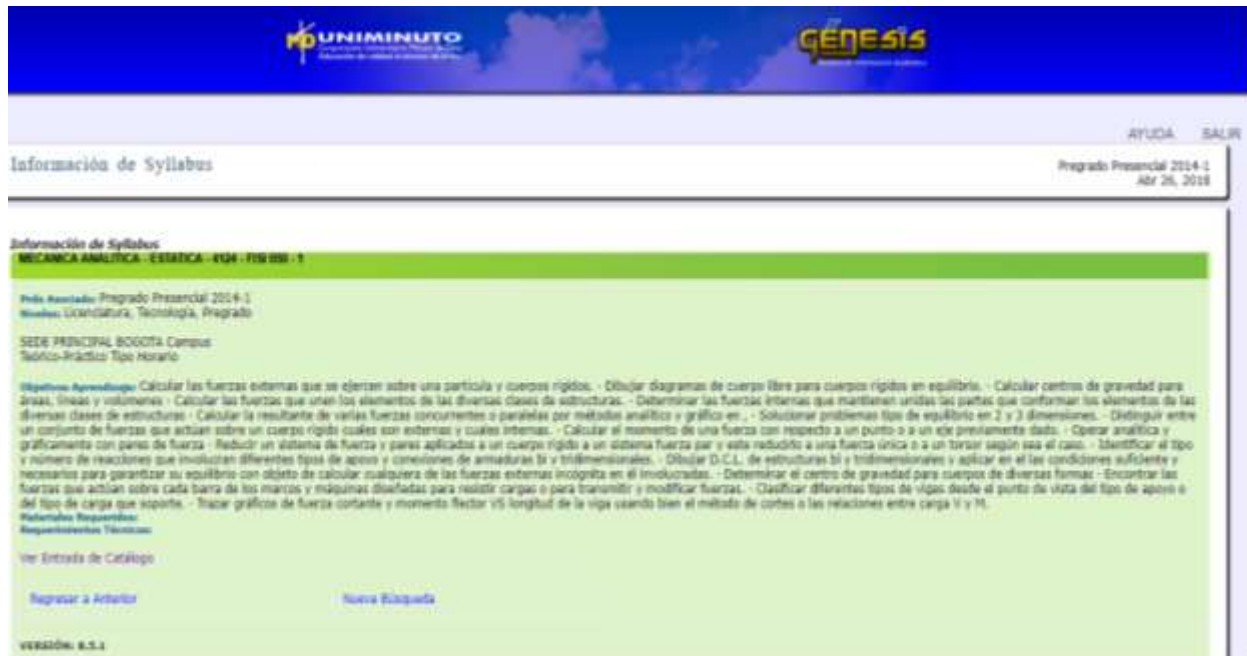 UNIMINUTO
GÉNESIS
AYUDA SALIR
Información de Syllabus
Pregrado Presencial 2014-1
Abr 26, 2018
Información de Syllabus
MECANICA ANALITICA - ESTATICA - 4124 - FISI 050 - 1
Pregrado Presencial 2014-1
Niveles: Licenciatura, Tecnología, Pregrado
SEDE PRINCIPAL BOGOTA Campus
Teórico-Práctico Tipo Horario
Objetivos Aprendizaje: Calcular las fuerzas externas que se ejercen sobre una partícula y cuerpos rígidos. - Dibujar diagramas de cuerpo libre para cuerpos rígidos en equilibrio. - Calcular centros de gravedad para
áreas, líneas y volúmenes - Calcular las fuerzas que unen los elementos de las diversas clases de estructuras. - Determinar las fuerzas internas que mantienen unidas las partes que conforman los elementos de las
diversas clases de estructuras - Calcular la resultante de varias fuerzas concurrentes o paralelas por métodos analítico y gráfico en . - Solucionar problemas tipo de equilibrio en 2 y 3 dimensiones. - Distinguir entre
un conjunto de fuerzas que actúan sobre un cuerpo rígido cuales son externas y cuales internas. - Calcular el momento de una fuerza con respecto a un punto o a un eje previamente dado. - Operar analítica y
gráficamente con pares de fuerza - Reducir un sistema de fuerza y pares aplicados a un cuerpo rígido a un sistema fuerza par y este reducirlo a una fuerza única o a un torsor según sea el caso. - Identificar el tipo
y número de reacciones que involucran diferentes tipos de apoyo y conexiones de armaduras bi y tridimensionales. - Dibujar D.C.L. de estructuras bi y tridimensionales y aplicar en el las condiciones suficiente y
necesarias para garantizar su equilibrio con objeto de calcular cualquiera de las fuerzas externas incógnita en él involucradas. - Determinar el centro de gravedad para cuerpos de diversas formas - Encontrar las
fuerzas que actúan sobre cada barra de los marcos y máquinas diseñadas para resistir cargas o para transmitir y modificar fuerzas. - Clasificar diferentes tipos de vigas desde el punto de vista del tipo de apoyo o
del tipo de carga que soporte. - Trazar gráficos de fuerza cortante y momento flector VS longitud de la viga usando bien el método de cortes o las relaciones entre carga V y M.
Materiales Requeridos:
Requerimientos Técnicos:
Ver Entrada de Catálogo
Regresar a Anterior Nueva Búsqueda
VERSIÓN: 8.5.1